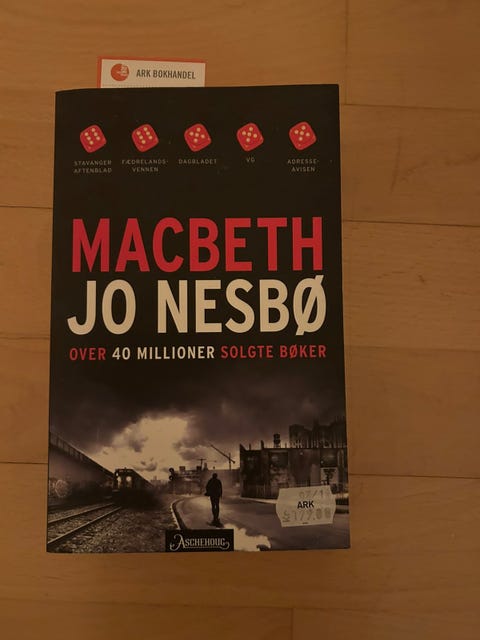 ARK BOKHANDEL
STAVANGER
AFTENBLAD
FÆDRELANDS-
VENNEN
DAGBLADET
VG
ADRESSE-
AVISEN
MACBETH
JO NESBØ
OVER 40 MILLIONER SOLGTE BØKER
ARK
ASCHEHOUG